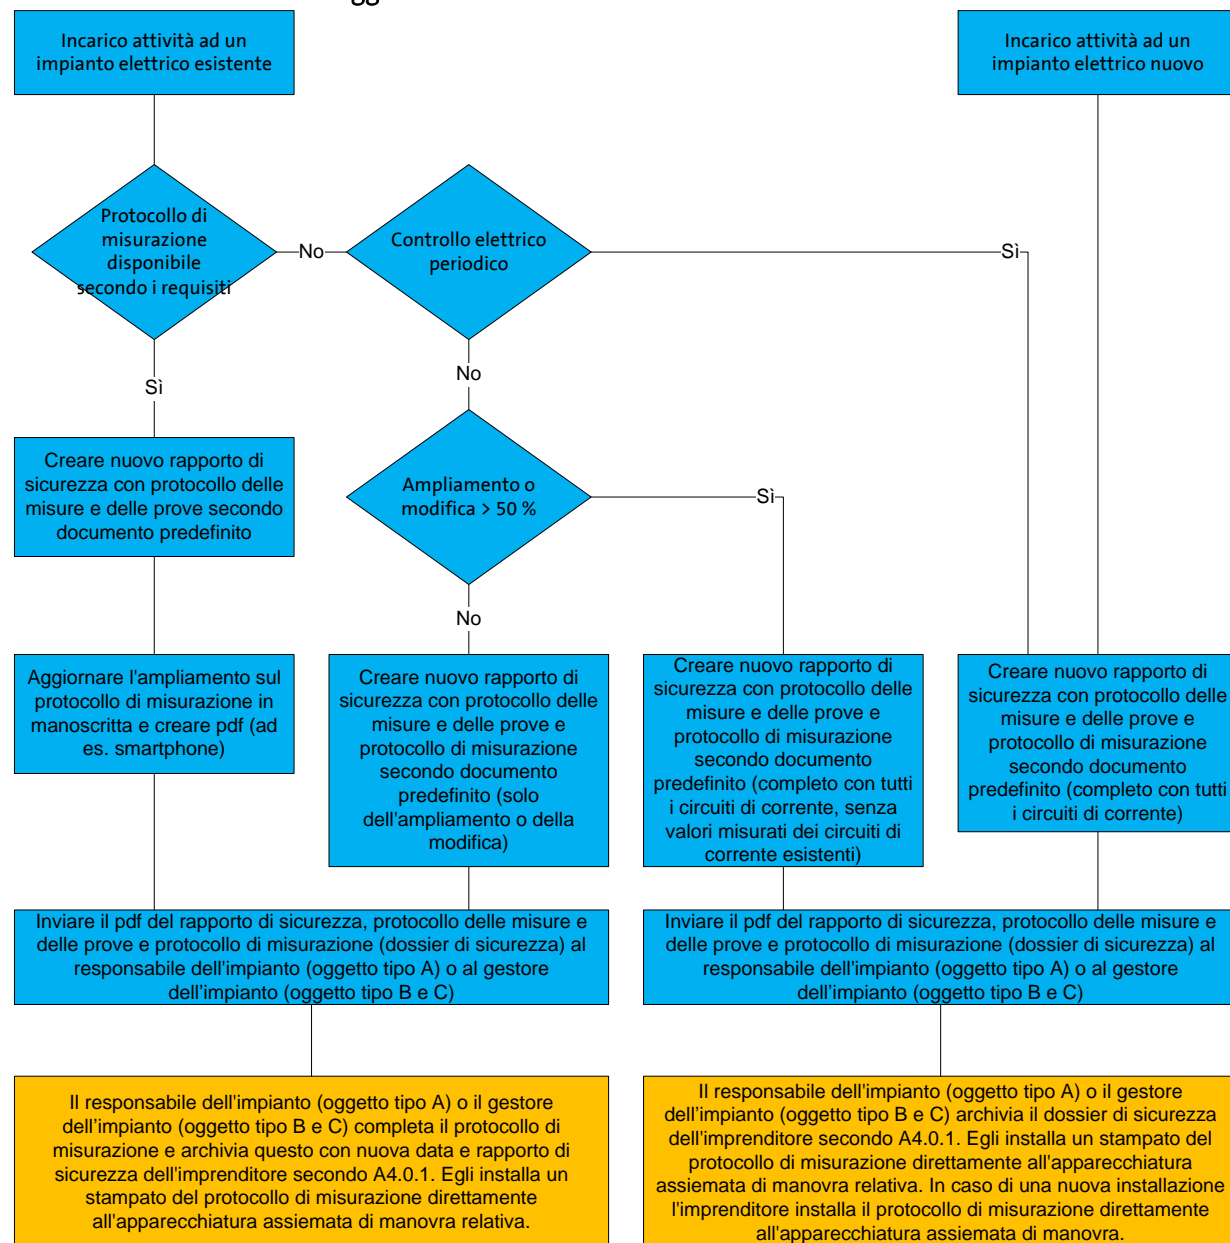 Incarico attività ad un
impianto elettrico esistente
Incarico attività ad un
impianto elettrico nuovo
Protocollo di
misurazione
disponibile
secondo i requisiti
No
Controllo elettrico
periodico
Sì
Sì
No
Creare nuovo rapporto di
sicurezza con protocollo delle
misure e delle prove secondo
documento predefinito
Ampliamento o
modifica > 50 %
Sì
No
Aggiornare l'ampliamento sul
protocollo di misurazione in
manoscritta e creare pdf (ad
es. smartphone)
Creare nuovo rapporto di
sicurezza con protocollo delle
misure e delle prove e
protocollo di misurazione
secondo documento
predefinito (solo
dell'ampliamento o della
modifica)
Creare nuovo rapporto di
sicurezza con protocollo delle
misure e delle prove e
protocollo di misurazione
secondo documento
predefinito (completo con tutti
i circuiti di corrente, senza
valori misurati dei circuiti di
corrente esistenti)
Creare nuovo rapporto di
sicurezza con protocollo delle
misure e delle prove e
protocollo di misurazione
secondo documento
predefinito (completo con tutti
i circuiti di corrente)
Inviare il pdf del rapporto di sicurezza, protocollo delle misure e
delle prove e protocollo di misurazione (dossier di sicurezza) al
responsabile dell'impianto (oggetto tipo A) o al gestore
dell'impianto (oggetto tipo B e C)
Inviare il pdf del rapporto di sicurezza, protocollo delle misure e
delle prove e protocollo di misurazione (dossier di sicurezza) al
responsabile dell'impianto (oggetto tipo A) o al gestore
dell'impianto (oggetto tipo B e C)
Il responsabile dell'impianto (oggetto tipo A) o il gestore
dell'impianto (oggetto tipo B e C) completa il protocollo di
misurazione e archivia questo con nuova data e rapporto di
sicurezza dell'imprenditore secondo A4.0.1. Egli installa un
stampato del protocollo di misurazione direttamente
all'apparecchiatura assiemata di manovra relativa.
Il responsabile dell'impianto (oggetto tipo A) o il gestore
dell'impianto (oggetto tipo B e C) archivia il dossier di sicurezza
dell'imprenditore secondo A4.0.1. Egli installa un stampato del
protocollo di misurazione direttamente all'apparecchiatura
assiemata di manovra relativa. In caso di una nuova installazione
l'imprenditore installa il protocollo di misurazione direttamente
all'apparecchiatura assiemata di manovra.